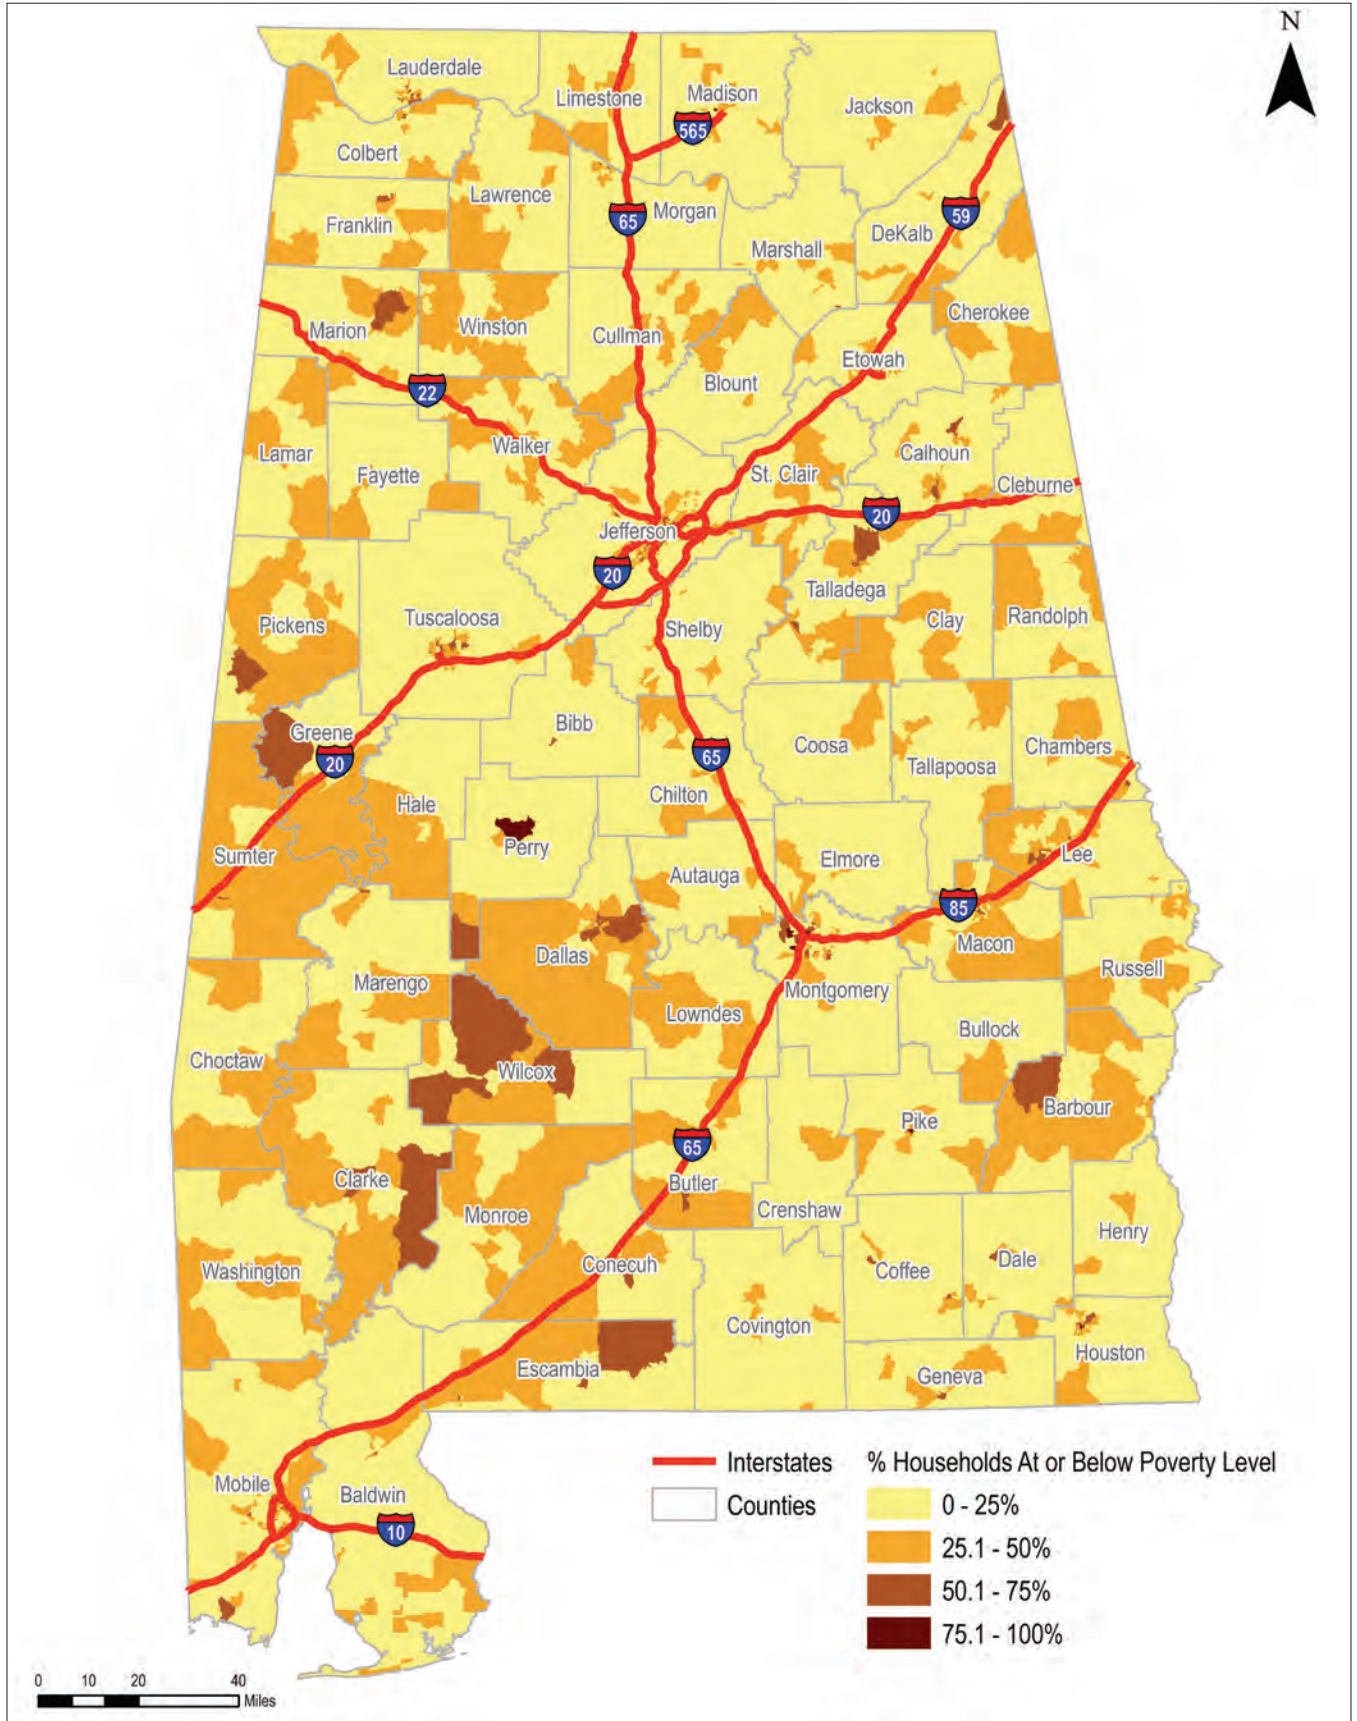 N
Lauderdale
Limestone
Madison
Jackson
565
Colbert
Lawrence
Franklin
65
Morgan
DeKalb
59
Marshall
Marion
Winston
Cullman
Cherokee
Etowah
Blount
22
Walker
Lamar
Fayette
St. Clair
Calhoun
Cleburne
Jefferson
20
20
Talladega
Pickens
Tuscaloosa
Shelby
Clay
Randolph
Greene
Bibb
20
65
Coosa
Tallapoosa
Chambers
Hale
Chilton
Perry
Sumter
Autauga
Elmore
Lee
85
Dallas
Macon
Marengo
Montgomery
Russell
Lowndes
Bullock
Choctaw
Wilcox
Barbour
Pike
65
Clarke
Butler
Monroe
Crenshaw
Henry
Washington
Conecuh
Coffee
Dale
Covington
Houston
Escambia
Geneva
Mobile
Baldwin
10
Interstates
Counties
% Households At or Below Poverty Level
0 - 25%
25.1 - 50%
50.1 - 75%
75.1 - 100%
0 10 20 40
Miles